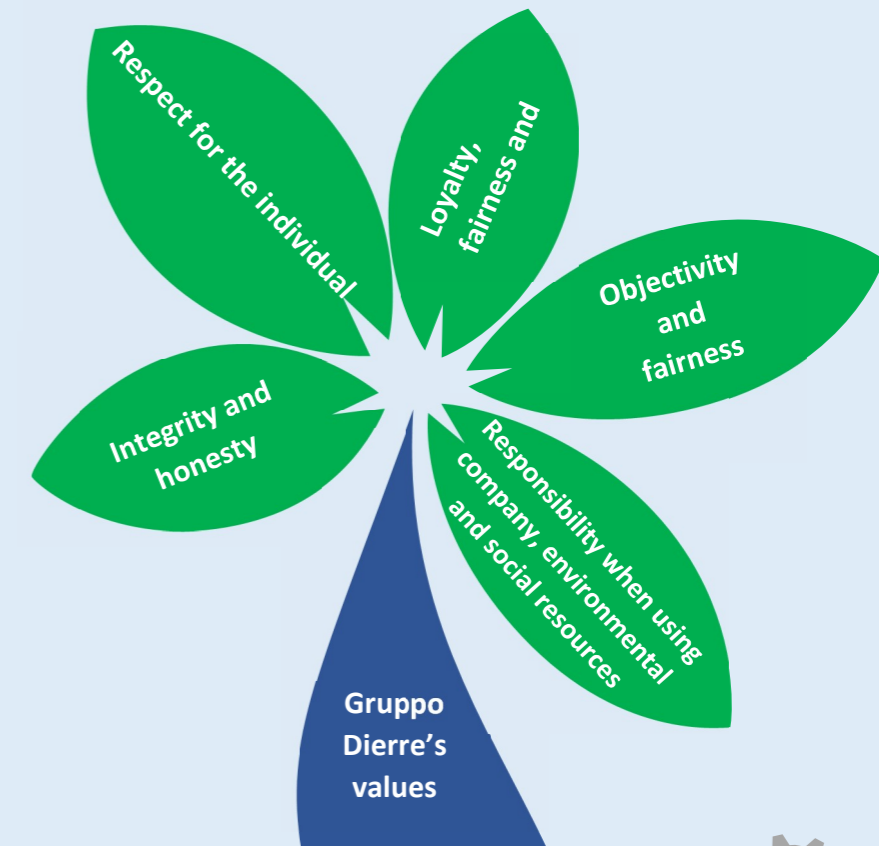 Respect for the individual
Loyalty,
fairness and
Objectivity
and
fairness
Integrity and
honesty
Responsibility when using
company, environmental
and social resources
Gruppo
Dierre’s
values